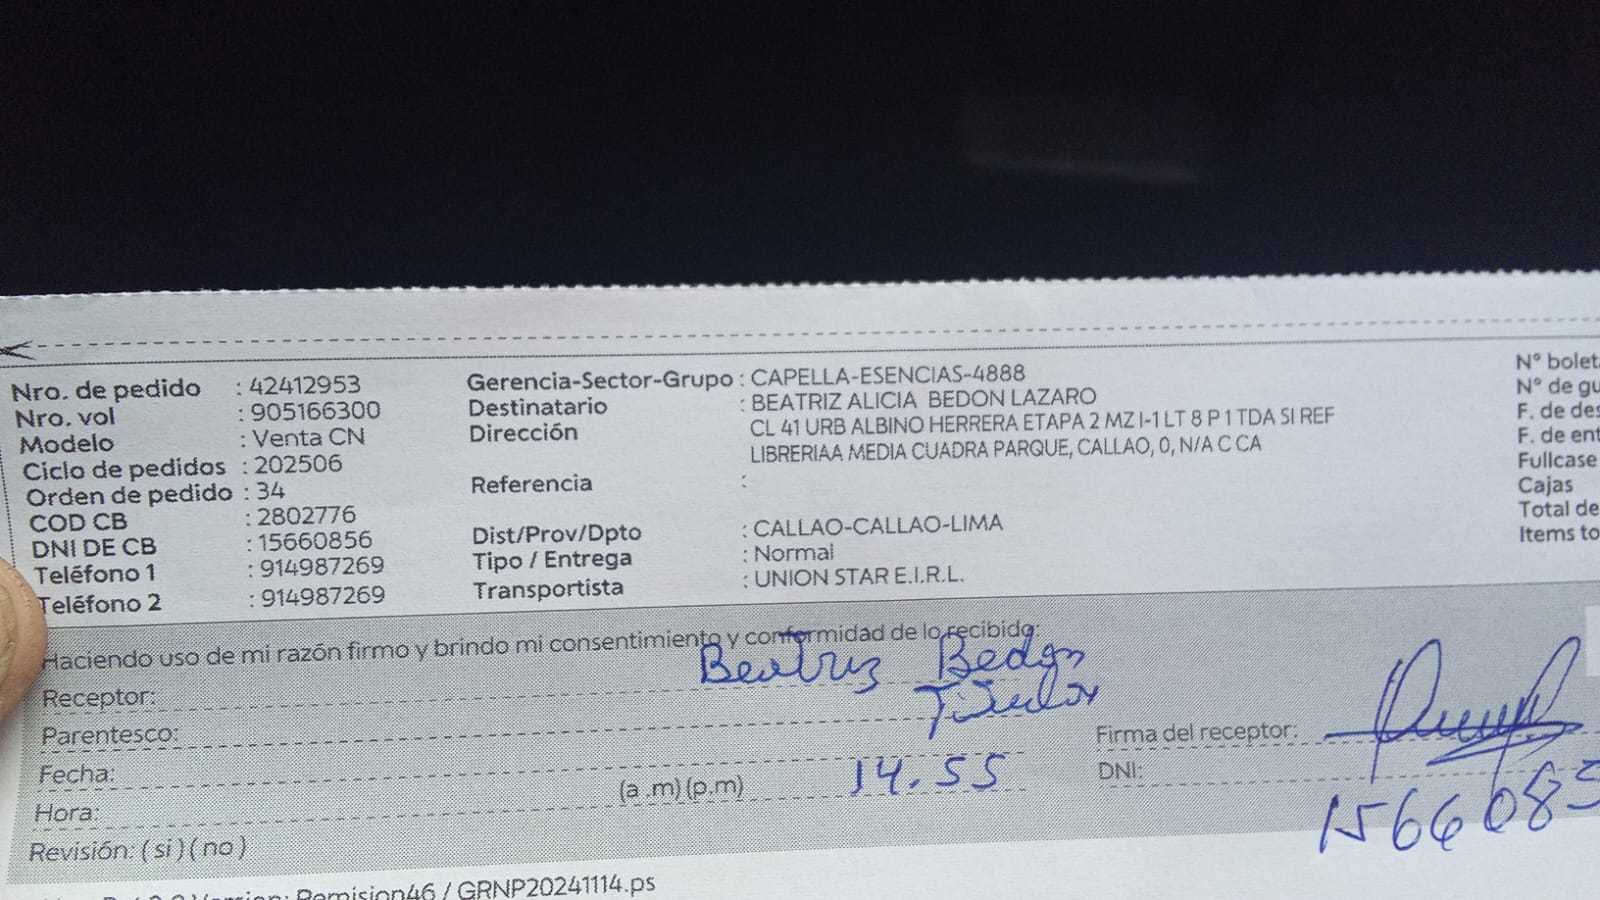 Nro. de pedido : 42412953
Nro. vol : 905166300
Modelo : Venta CN
Ciclo de pedidos : 202506
Orden de pedido : 34
COD CB : 2802776
DNI DE CB : 15660856
Teléfono 1 : 914987269
Teléfono 2 : 914987269
Gerencia-Sector-Grupo : CAPELLA-ESENCIAS-4888
Destinatario : BEATRIZ ALICIA BEDON LAZARO
Dirección : CL 41 URB ALBINO HERRERA ETAPA 2 MZ I-1 LT 8 P 1 TDA SI REF
LIBRERIAA MEDIA CUADRA PARQUE, CALLAO, 0, N/A C CA
Referencia :
Dist/Prov/Dpto : CALLAO-CALLAO-LIMA
Tipo / Entrega : Normal
Transportista : UNION STAR E.I.R.L.
N° bolet
N° de gu
F. de des
F. de ent
Fullcase
Cajas
Total de
Items to
Haciendo uso de mi razón firmo y brindo mi consentimiento y conformidad de lo recibido:
Receptor: Beatriz Bedon
Parentesco: Titular
Fecha:
Hora: (a .m) (p.m) 14.55
Revisión: ( si ) ( no )
Firma del receptor:
DNI: 1566085
Version: Remision46 / GRNP20241114.ps